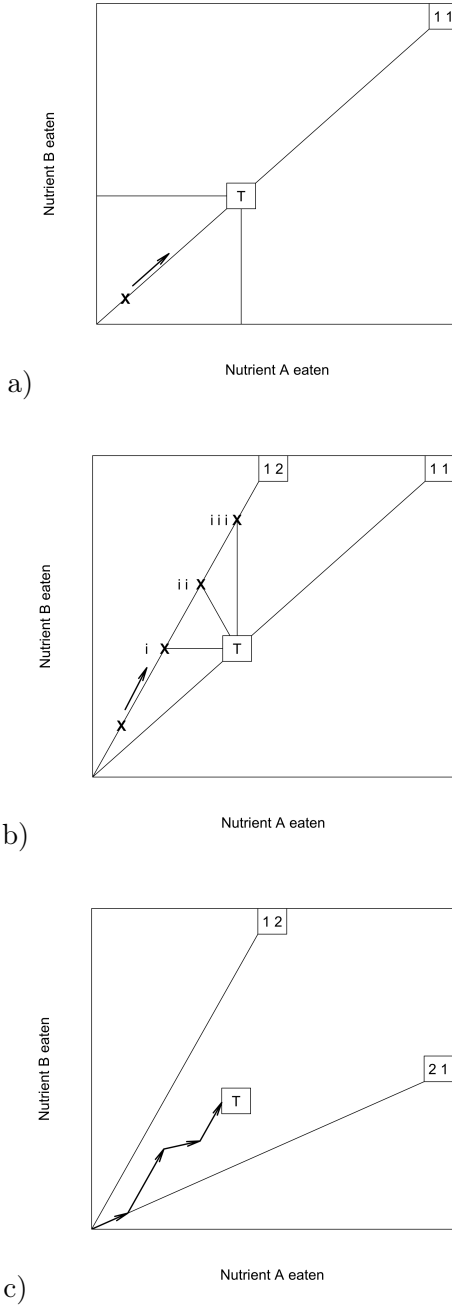 1 1
Nutrient B eaten
T
X
Nutrient A eaten
a)
1 2
1 1
i i i X
i i X
Nutrient B eaten
i X
T
X
Nutrient A eaten
b)
1 2
Nutrient B eaten
2 1
T
Nutrient A eaten
c)